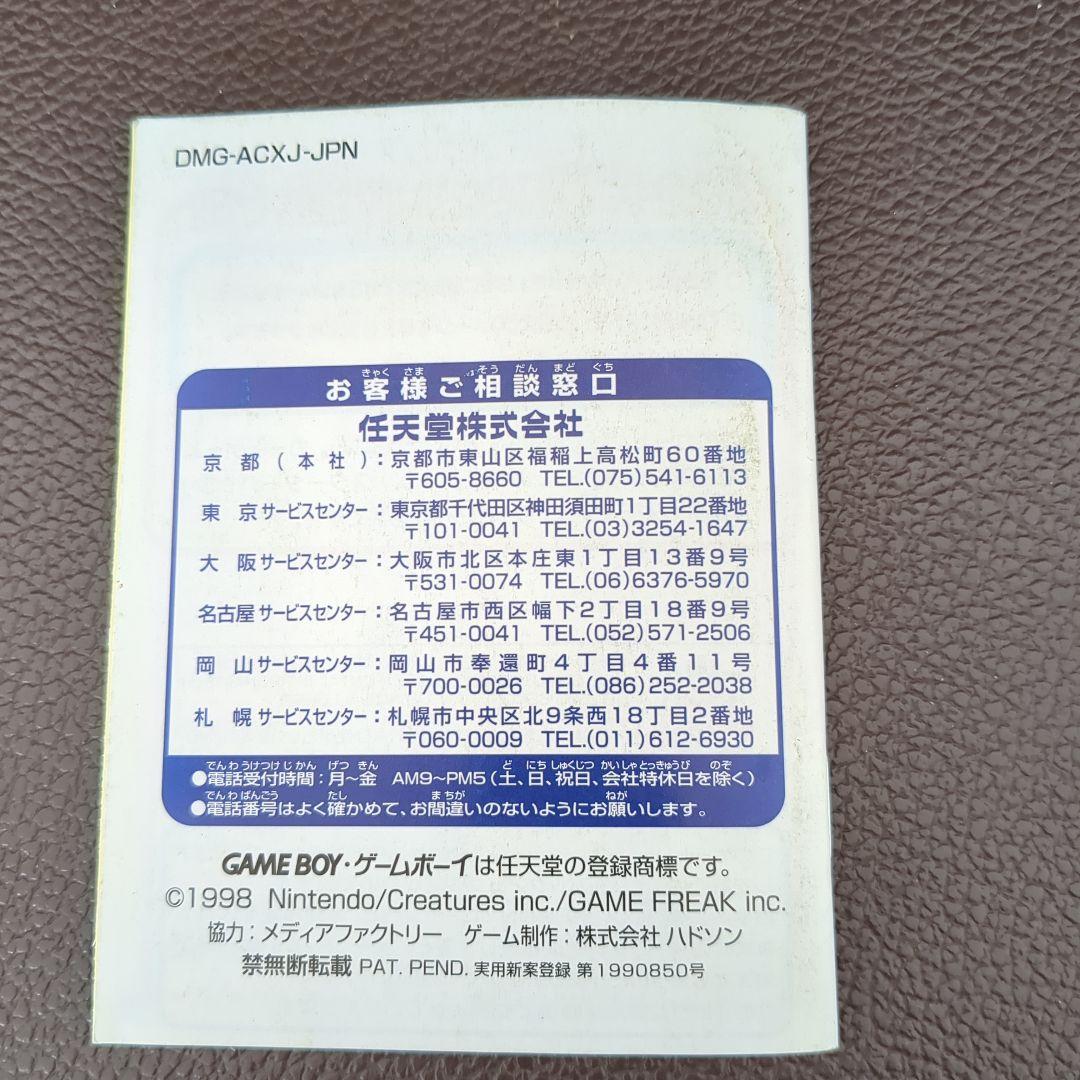 DMG-ACXJ-JPN
お客様ご相談窓口
任天堂株式会社
京都(本社):京都市東山区福稲上高松町60番地
〒605-8660 TEL.(075)541-6113
東京サービスセンター:東京都千代田区神田須田町1丁目22番地
〒101-0041 TEL.(03)3254-1647
大阪サービスセンター:大阪市北区本庄東1丁目13番9号
〒531-0074 TEL.(06)6376-5970
名古屋サービスセンター:名古屋市西区幅下2丁目18番9号
〒451-0041 TEL.(052)571-2506
岡山サービスセンター:岡山市奉還町4丁目4番11号
〒700-0026 TEL.(086)252-2038
札幌サービスセンター:札幌市中央区北9条西18丁目2番地
〒060-0009 TEL.(011)612-6930
●電話受付時間:月~金 AM9~PM5(土、日、祝日、会社特休日を除く)
●電話番号はよく確かめて、お間違いのないようにお願いします。
GAME BOY・ゲームボーイは任天堂の登録商標です。
©1998 Nintendo/Creatures inc./GAME FREAK inc.
協力:メディアファクトリー ゲーム制作:株式会社 ハドソン
禁無断転載 PAT. PEND. 実用新案登録 第1990850号